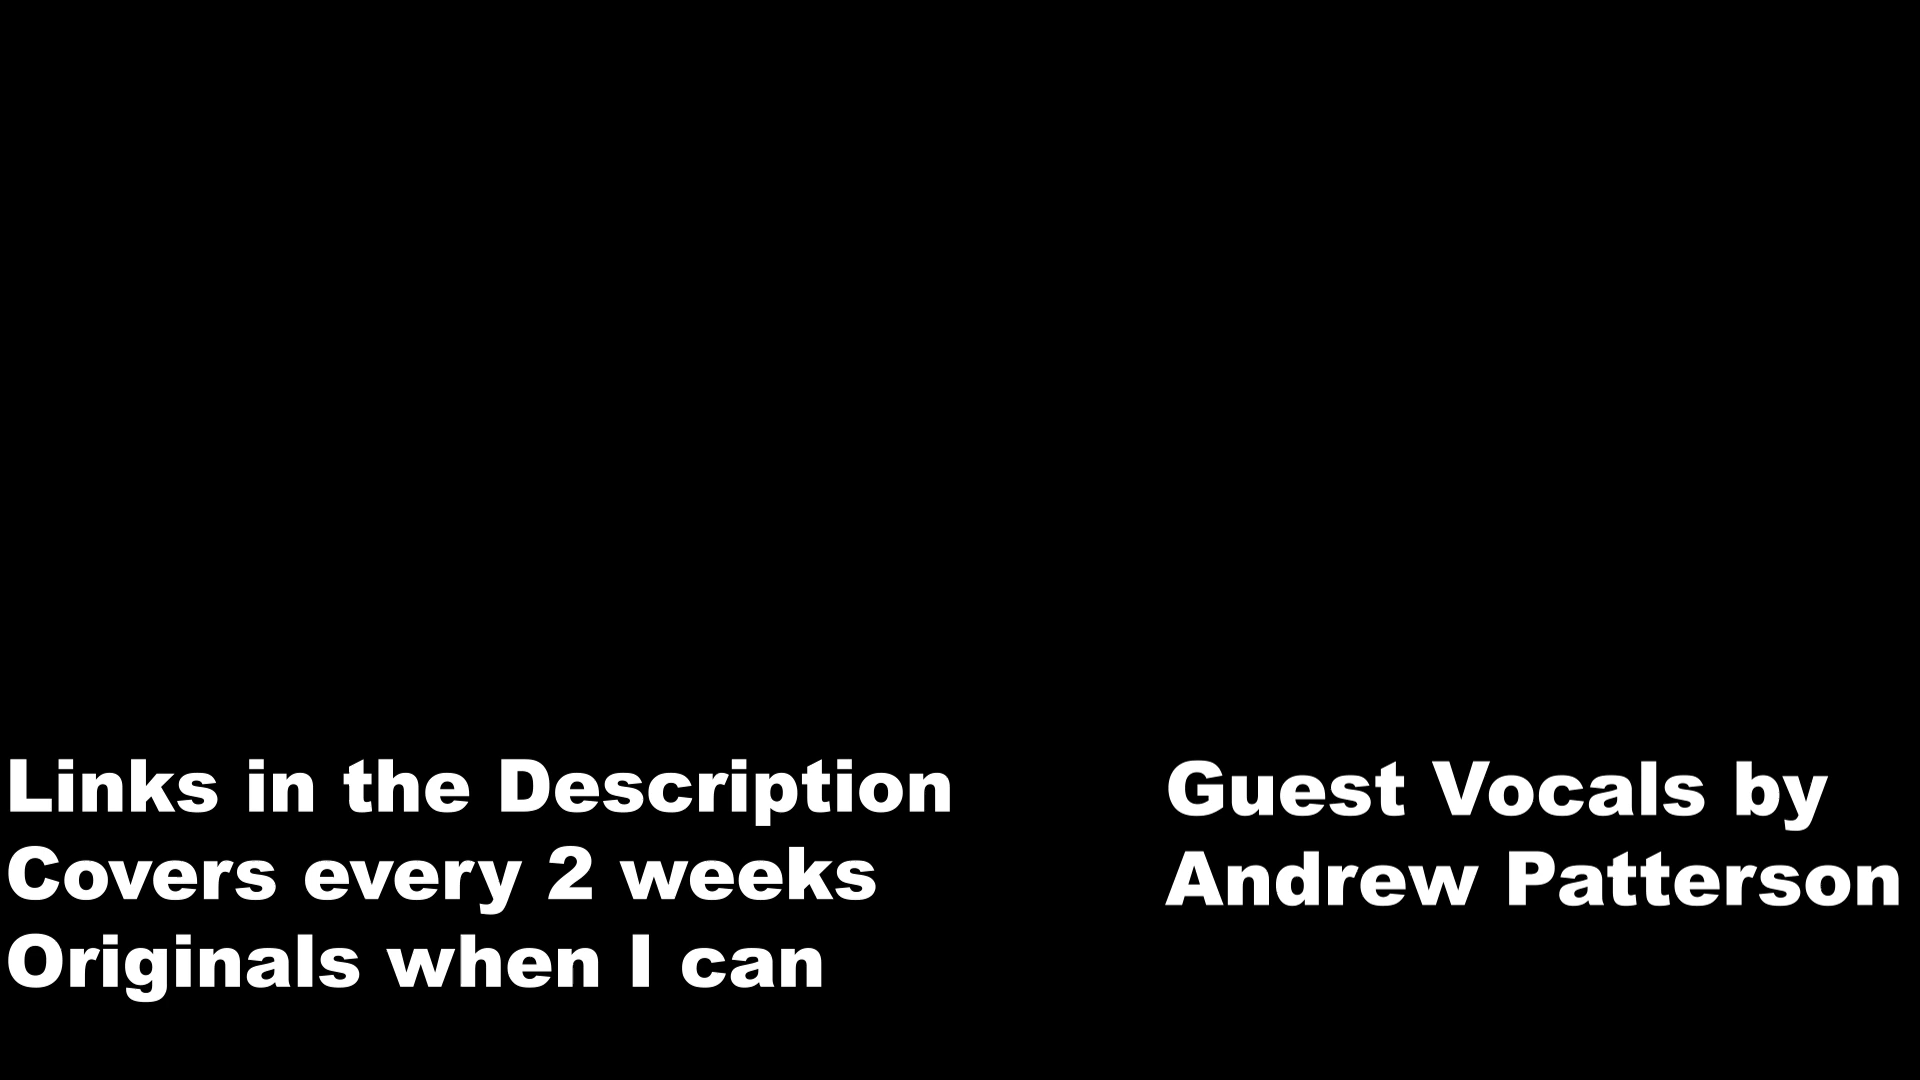 Links in the Description
Covers every 2 weeks
Originals when I can
Guest Vocals by
Andrew Patterson